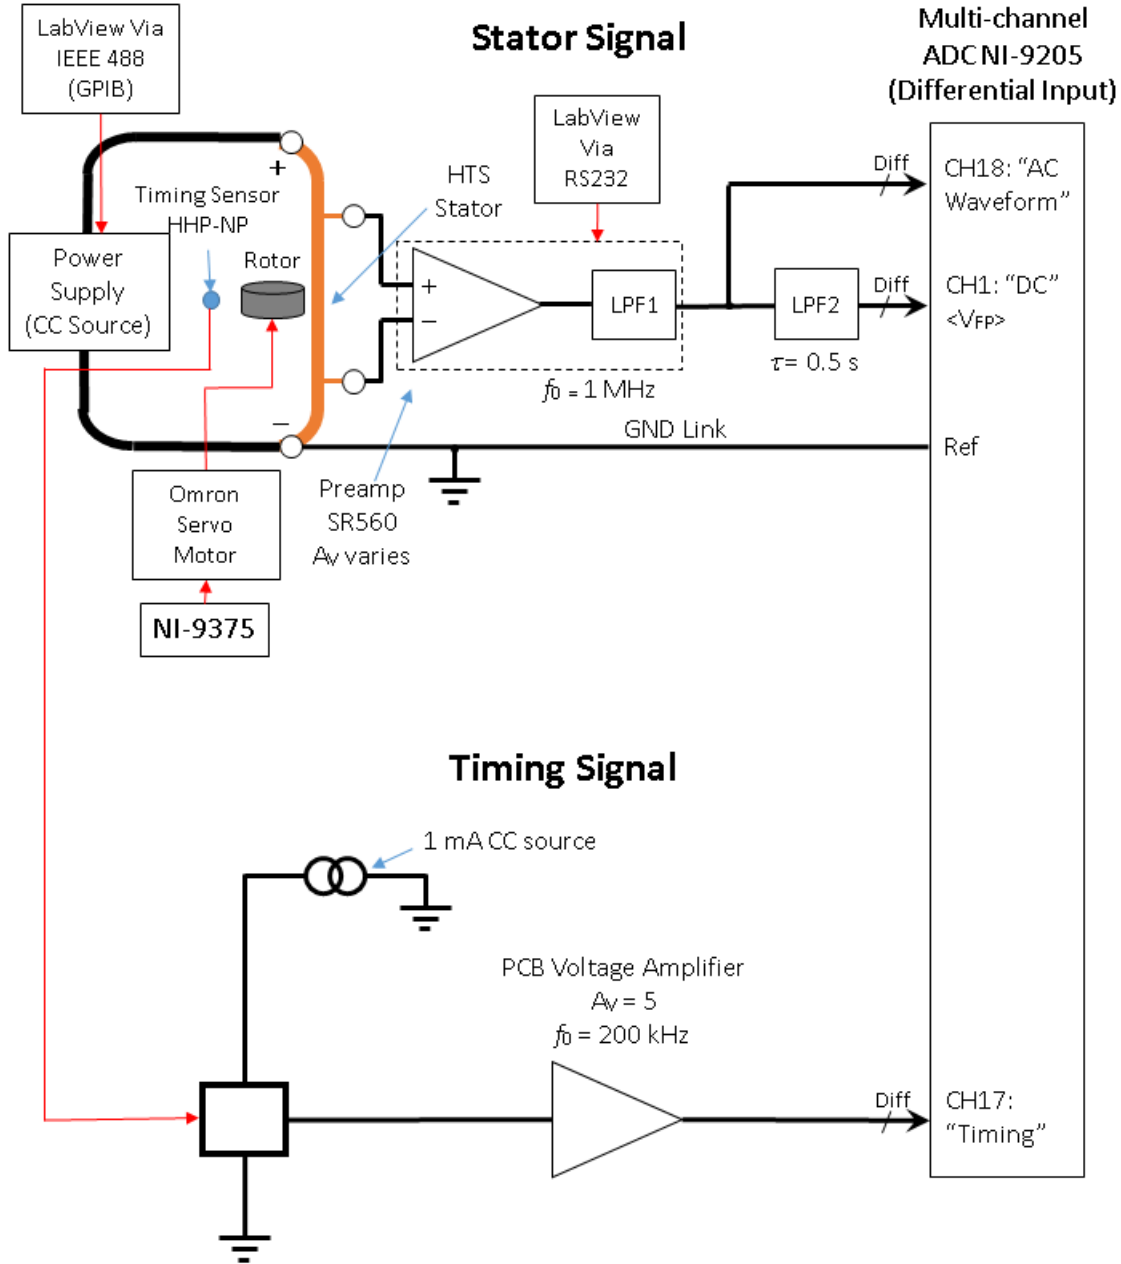 LabView Via
IEEE 488
(GPIB)
Stator Signal
Multi-channel
ADC NI-9205
(Differential Input)
LabView
Via
RS232
Diff
CH18: “AC
Waveform”
+
Timing Sensor
HHP-NP
HTS
Stator
Power
Supply
(CC Source)
Rotor
+
−
LPF1
LPF2
Diff
CH1: “DC”
<VFP>
τ= 0.5 s
f0 = 1 MHz
−
GND Link
Ref
Omron
Servo
Motor
Preamp
SR560
Av varies
NI-9375
Timing Signal
1 mA CC source
PCB Voltage Amplifier
Av = 5
f0 = 200 kHz
Diff
CH17:
“Timing”